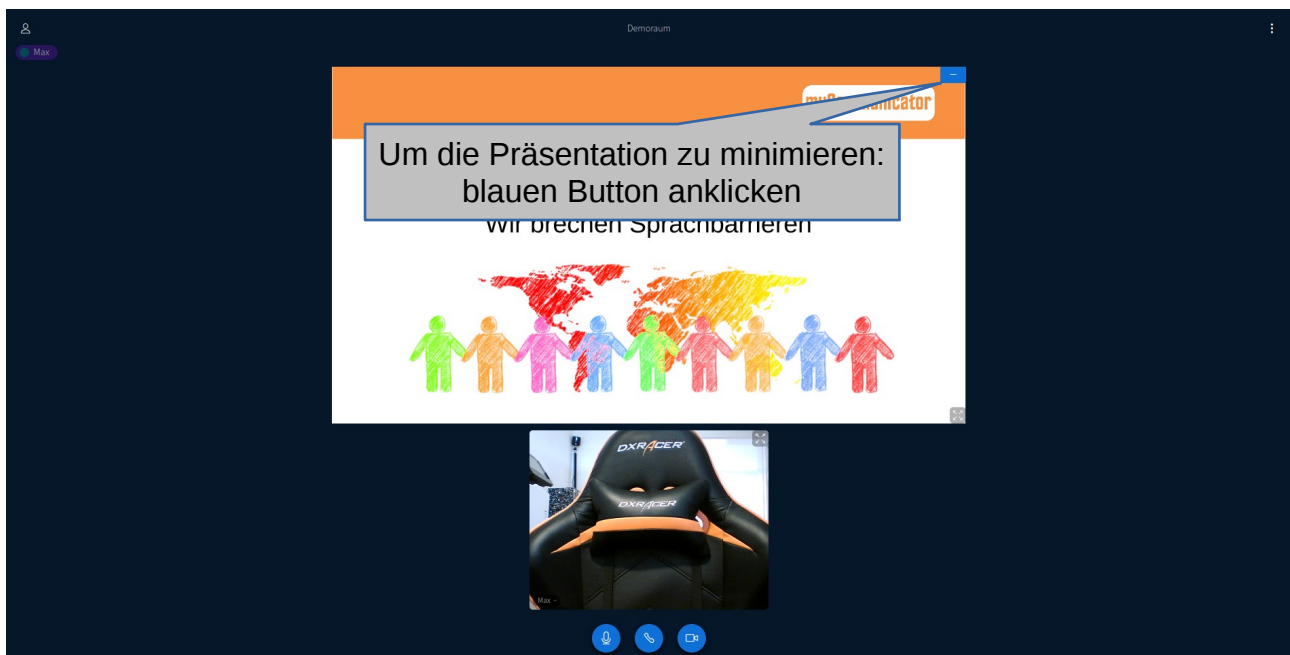 Demoraum
Max
Um die Präsentation zu minimieren:
blauen Button anklicken
Wir brechen Sprachbarrieren
DXRACER
DXRACER
Max